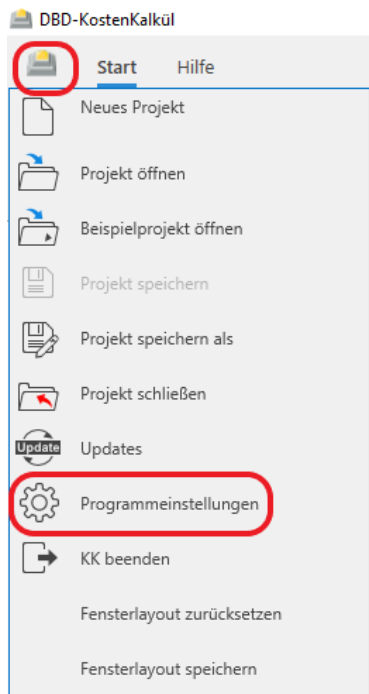 DBD-KostenKalkül
Start Hilfe
Neues Projekt
Projekt öffnen
Beispielprojekt öffnen
Projekt speichern
Projekt speichern als
Projekt schließen
Update Updates
Programmeinstellungen
KK beenden
Fensterlayout zurücksetzen
Fensterlayout speichern